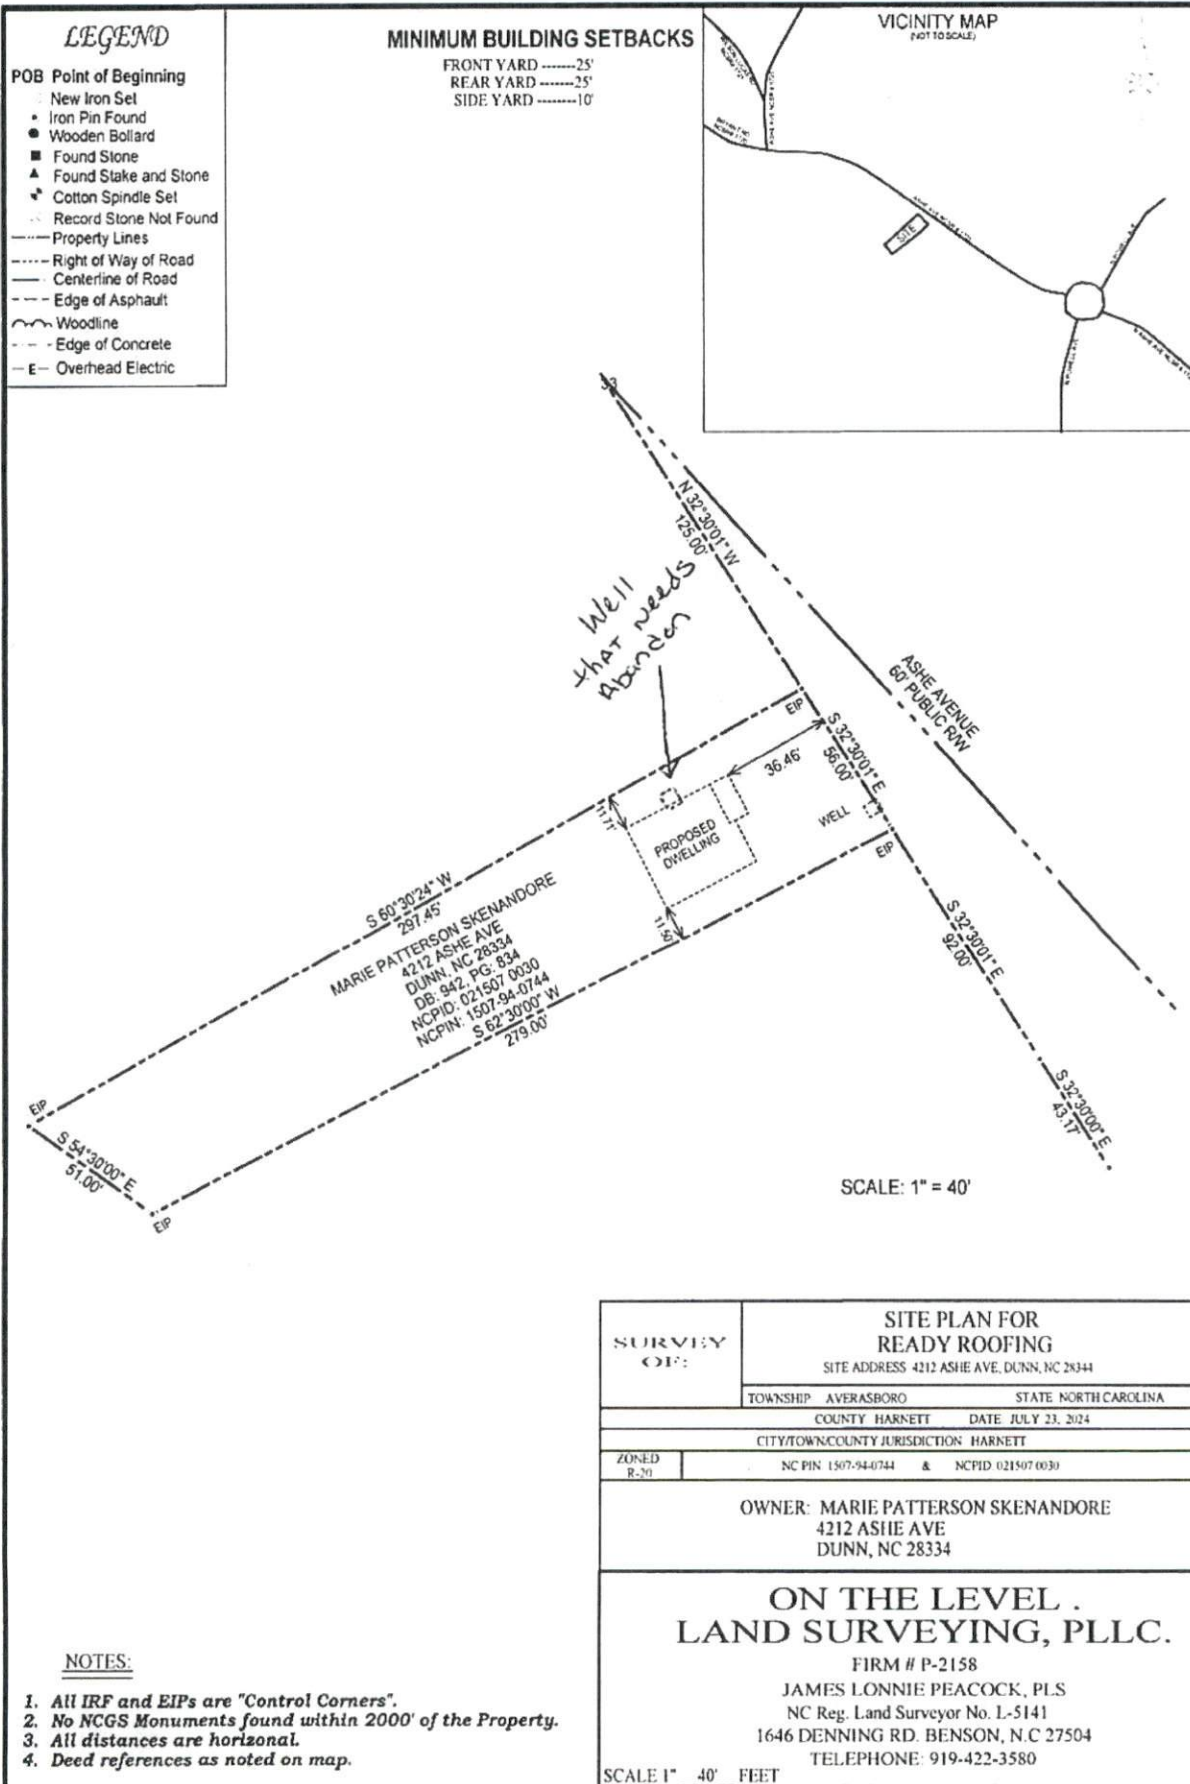 LEGEND
POB Point of Beginning
New Iron Set
Iron Pin Found
Wooden Bollard
Found Stone
Found Stake and Stone
Cotton Spindle Set
Record Stone Not Found
Property Lines
Right of Way of Road
Centerline of Road
Edge of Asphault
Woodline
Edge of Concrete
E Overhead Electric
MINIMUM BUILDING SETBACKS
FRONT YARD -------25'
REAR YARD -------25'
SIDE YARD --------10'
VICINITY MAP
(NOT TO SCALE)
SITE
N 32°30'01" W
125.00'
Well
that needs
Abandon
ASHE AVENUE
60' PUBLIC R/W
EIP
S 32°30'01" E
56.00'
36.46'
11.71'
PROPOSED
DWELLING
WELL
EIP
11.50'
S 60°30'24" W
297.45'
MARIE PATTERSON SKENANDORE
4212 ASHE AVE
DUNN, NC 28334
DB: 942, PG: 834
NCPID: 021507 0030
NCPIN: 1507-94-0744
S 62°30'00" W
279.00'
S 32°30'01" E
92.00'
S 32°30'00" E
43.17'
EIP
S 54°30'00" E
51.00'
EIP
SCALE: 1" = 40'
SURVEY
OF:
SITE PLAN FOR
READY ROOFING
SITE ADDRESS 4212 ASHE AVE, DUNN, NC 28344
TOWNSHIP AVERASBORO STATE NORTH CAROLINA
COUNTY HARNETT DATE JULY 23, 2024
CITY/TOWN/COUNTY JURISDICTION HARNETT
ZONED
R-20
NC PIN 1507-94-0744 & NCPID 021507 0030
OWNER: MARIE PATTERSON SKENANDORE
4212 ASHE AVE
DUNN, NC 28334
ON THE LEVEL .
LAND SURVEYING, PLLC.
FIRM # P-2158
JAMES LONNIE PEACOCK, PLS
NC Reg. Land Surveyor No. L-5141
1646 DENNING RD. BENSON, N.C 27504
TELEPHONE: 919-422-3580
SCALE 1" 40' FEET
NOTES:
1. All IRF and EIPs are "Control Corners".
2. No NCGS Monuments found within 2000' of the Property.
3. All distances are horizonal.
4. Deed references as noted on map.